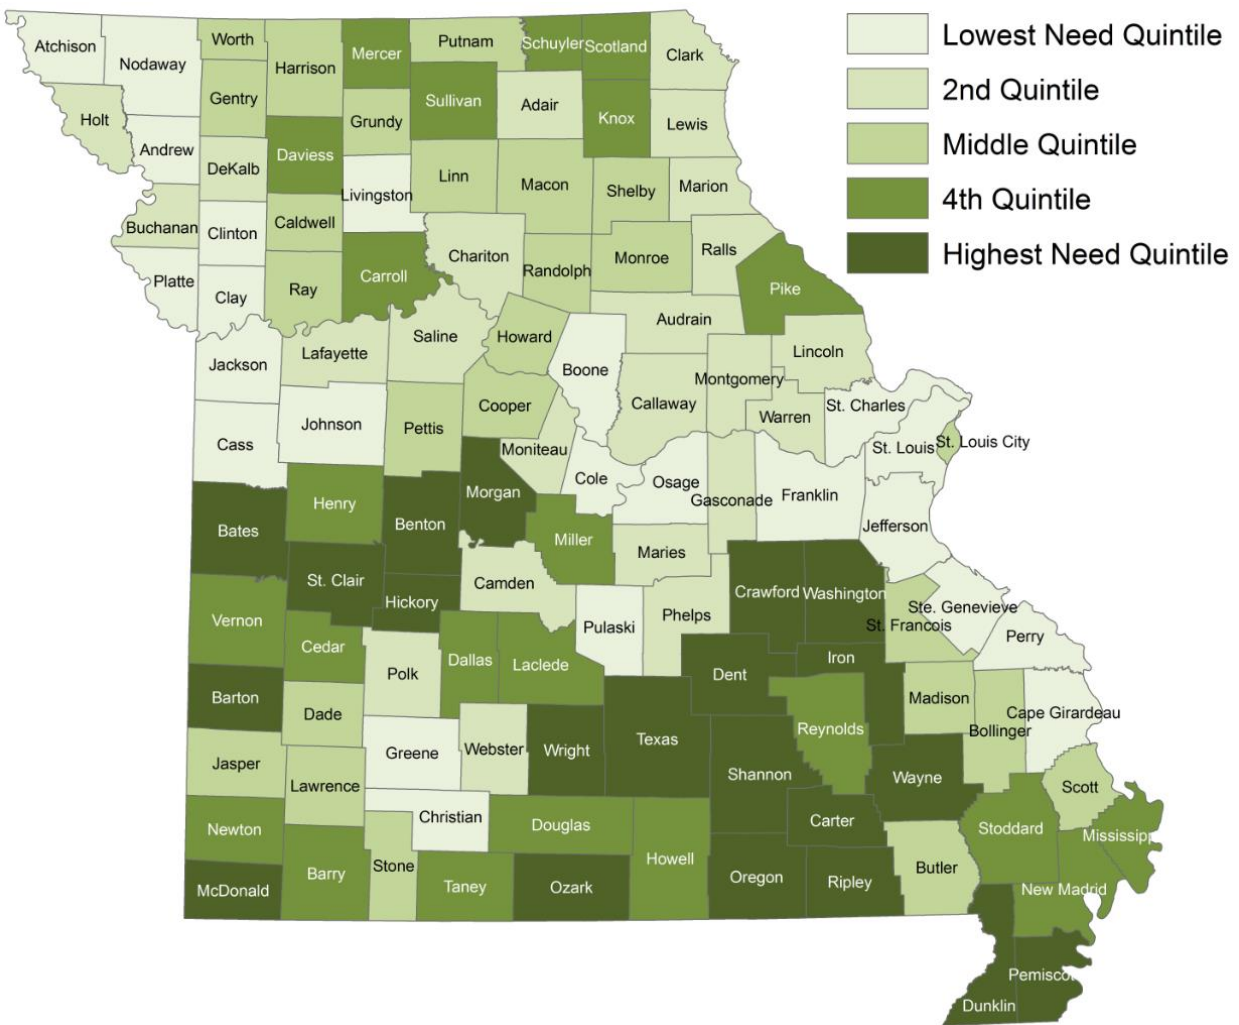 Lowest Need Quintile
2nd Quintile
Middle Quintile
4th Quintile
Highest Need Quintile
Atchison
Nodaway
Worth
Harrison
Mercer
Putnam
Schuyler
Scotland
Clark
Holt
Gentry
Grundy
Sullivan
Adair
Knox
Lewis
Andrew
DeKalb
Daviess
Livingston
Linn
Macon
Shelby
Marion
Buchanan
Clinton
Caldwell
Chariton
Randolph
Monroe
Ralls
Platte
Clay
Ray
Carroll
Pike
Audrain
Jackson
Lafayette
Saline
Howard
Boone
Callaway
Montgomery
Lincoln
Cass
Johnson
Pettis
Cooper
Moniteau
Warren
St. Charles
St. Louis
St. Louis City
Cole
Osage
Gasconade
Franklin
Jefferson
Bates
Henry
Benton
Morgan
Miller
Maries
St. Clair
Hickory
Camden
Pulaski
Phelps
Crawford
Washington
Ste. Genevieve
St. Francois
Perry
Vernon
Cedar
Polk
Dallas
Laclede
Dent
Iron
Barton
Dade
Greene
Webster
Wright
Texas
Shannon
Reynolds
Madison
Bollinger
Cape Girardeau
Jasper
Lawrence
Christian
Douglas
Howell
Carter
Wayne
Stoddard
Scott
Mississipp
Newton
Barry
Stone
Taney
Ozark
Oregon
Ripley
Butler
New Madrid
McDonald
Pemisco
Dunklin